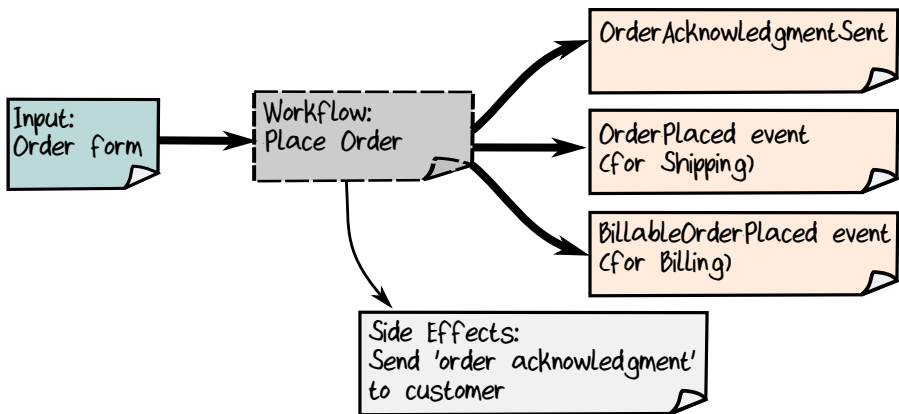 Input:
Order form
Workflow:
Place Order
OrderAcknowledgmentSent
OrderPlaced event
(for Shipping)
BillableOrderPlaced event
(for Billing)
Side Effects:
Send 'order acknowledgment'
to customer